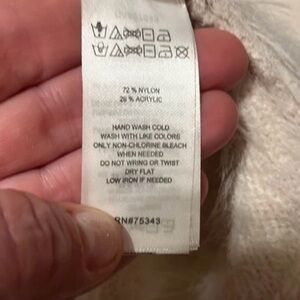 72 % NYLON
28 % ACRYLIC
HAND WASH COLD
WASH WITH LIKE COLORS
ONLY NON-CHLORINE BLEACH
WHEN NEEDED
DO NOT WRING OR TWIST
DRY FLAT
LOW IRON IF NEEDED
RN#75343